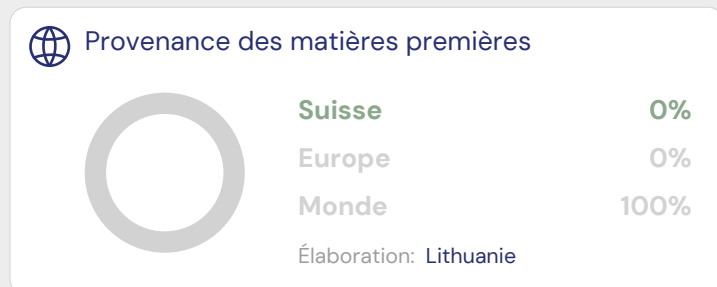 Provenance des matières premières
Suisse 0%
Europe 0%
Monde 100%
Élaboration: Lithuanie